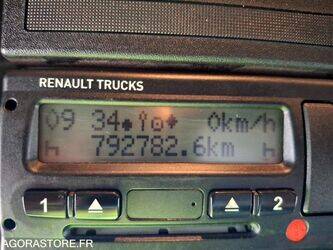 RENAULT TRUCKS
09 34 0km/h
h 792782.6km h
1 2
AGORASTORE.FR